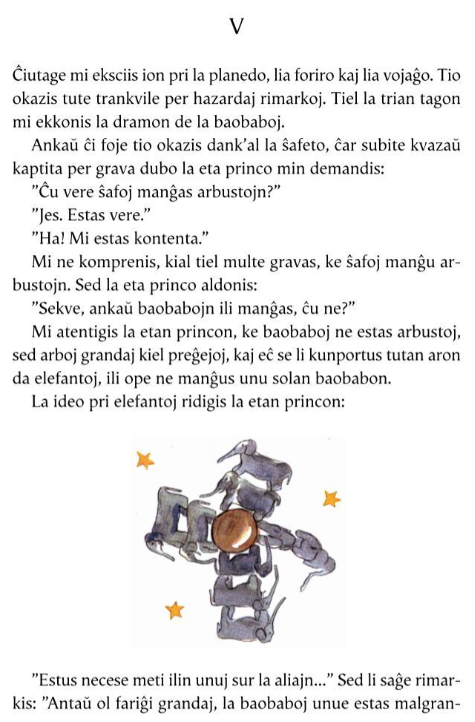 V
Ĉiutage mi eksciis ion pri la planedo, lia foriro kaj lia vojaĝo. Tio
okazis tute trankvile per hazardaj rimarkoj. Tiel la trian tagon
mi ekkonis la dramon de la baobaboj.
Ankaŭ ĉi foje tio okazis dank’al la ŝafeto, ĉar subite kvazaŭ
kaptita per grava dubo la eta princo min demandis:
”Ĉu vere ŝafoj manĝas arbustojn?”
”Jes. Estas vere.”
”Ha! Mi estas kontenta.”
Mi ne komprenis, kial tiel multe gravas, ke ŝafoj manĝu ar-
bustojn. Sed la eta princo aldonis:
”Sekve, ankaŭ baobabojn ili manĝas, ĉu ne?”
Mi atentigis la etan princon, ke baobaboj ne estas arbustoj,
sed arboj grandaj kiel preĝejoj, kaj eĉ se li kunportus tutan aron
da elefantoj, ili ope ne manĝus unu solan baobabon.
La ideo pri elefantoj ridigis la etan princon:
”Estus necese meti ilin unuj sur la aliajn...” Sed li saĝe rimar-
kis: ”Antaŭ ol fariĝi grandaj, la baobaboj unue estas malgran-